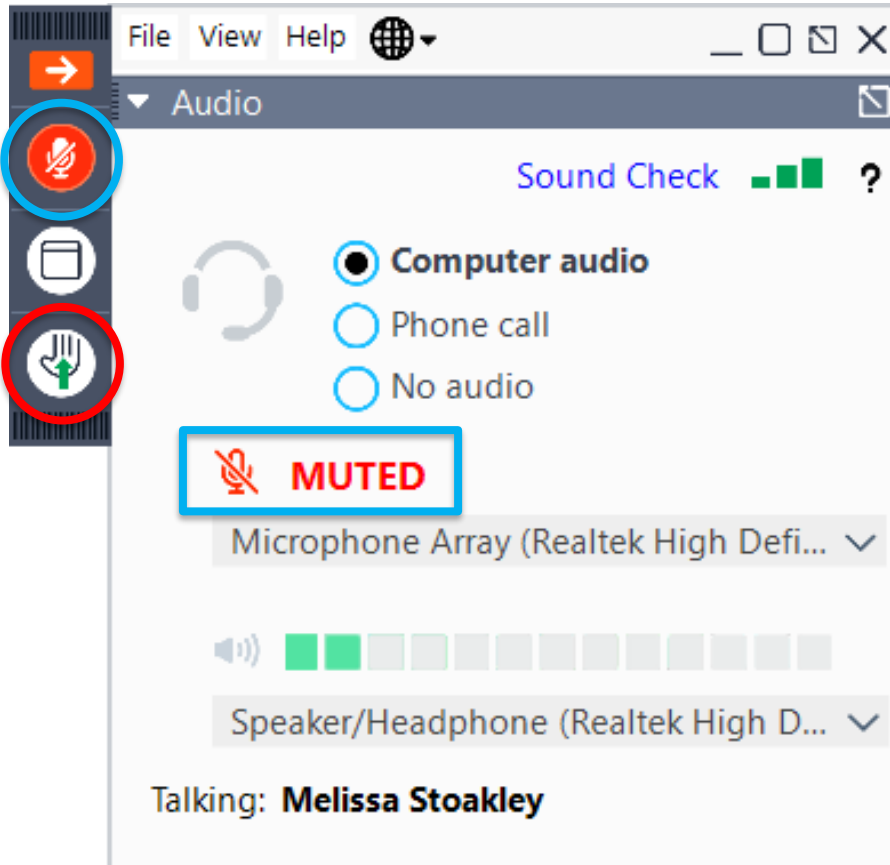 File View Help
Audio
Sound Check ?
Computer audio
Phone call
No audio
MUTED
Microphone Array (Realtek High Defi...
Speaker/Headphone (Realtek High D...
Talking: Melissa Stoakley